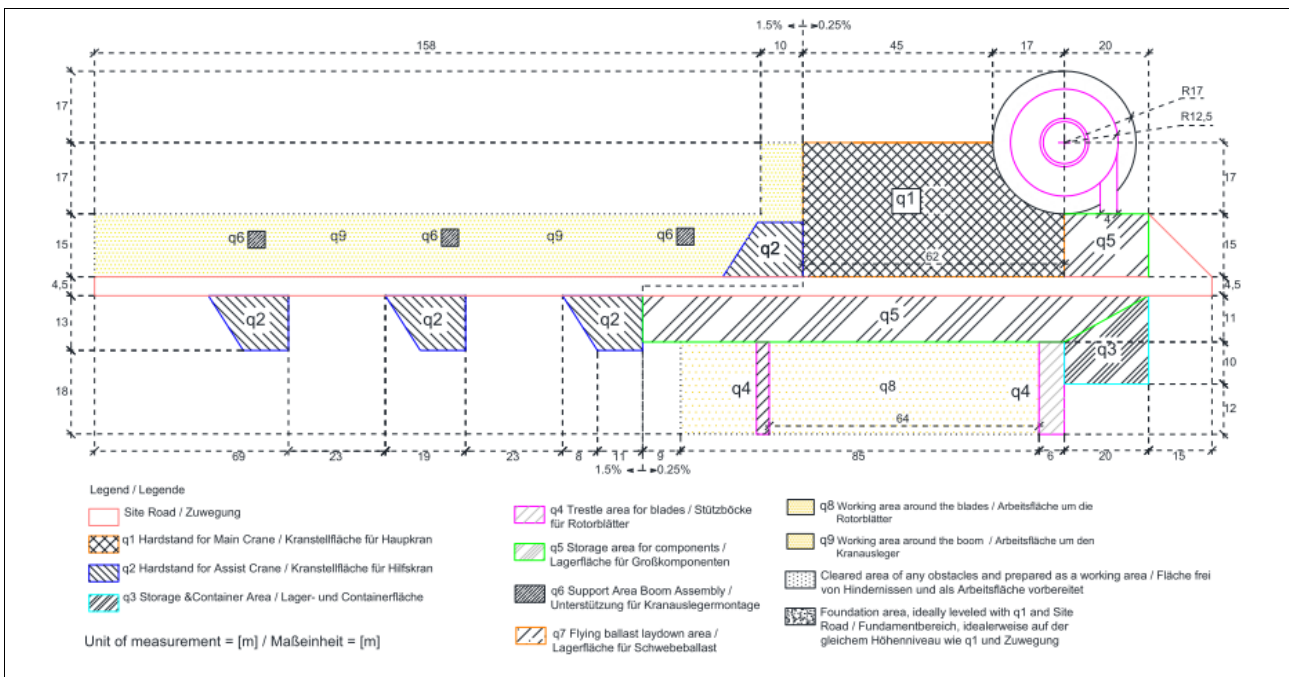 1.5% 0.25%
158 10 45 17 20
17
R17
R12,5
17 17
q1
4
q6 q9 q6 q9 q6 q2 q5
15 15
62
4,5 4,5
q2 q2 q2 q5
13 11
q3
q4 q8 q4
10
18
12
64
69 23 19 23 8 11 9 85 6 20 15
1.5% 0.25%
Legend / Legende
Site Road / Zuwegung
q1 Hardstand for Main Crane / Kranstellfläche für Haupkran
q2 Hardstand for Assist Crane / Kranstellfläche für Hilfskran
q3 Storage &Container Area / Lager- und Containerfläche
Unit of measurement = [m] / Maßeinheit = [m]
q4 Trestle area for blades / Stützböcke
für Rotorblätter
q5 Storage area for components /
Lagerfläche für Großkomponenten
q6 Support Area Boom Assembly /
Unterstützung für Kranauslegermontage
q7 Flying ballast laydown area /
Lagerfläche für Schwebeballast
q8 Working area around the blades / Arbeitsfläche um die
Rotorblätter
q9 Working area around the boom / Arbeitsfläche um den
Kranausleger
Cleared area of any obstacles and prepared as a working area / Fläche frei
von Hindernissen und als Arbeitsfläche vorbereitet
Foundation area, ideally leveled with q1 and Site
Road / Fundamentbereich, idealerweise auf der
gleichem Höhenniveau wie q1 und Zuwegung